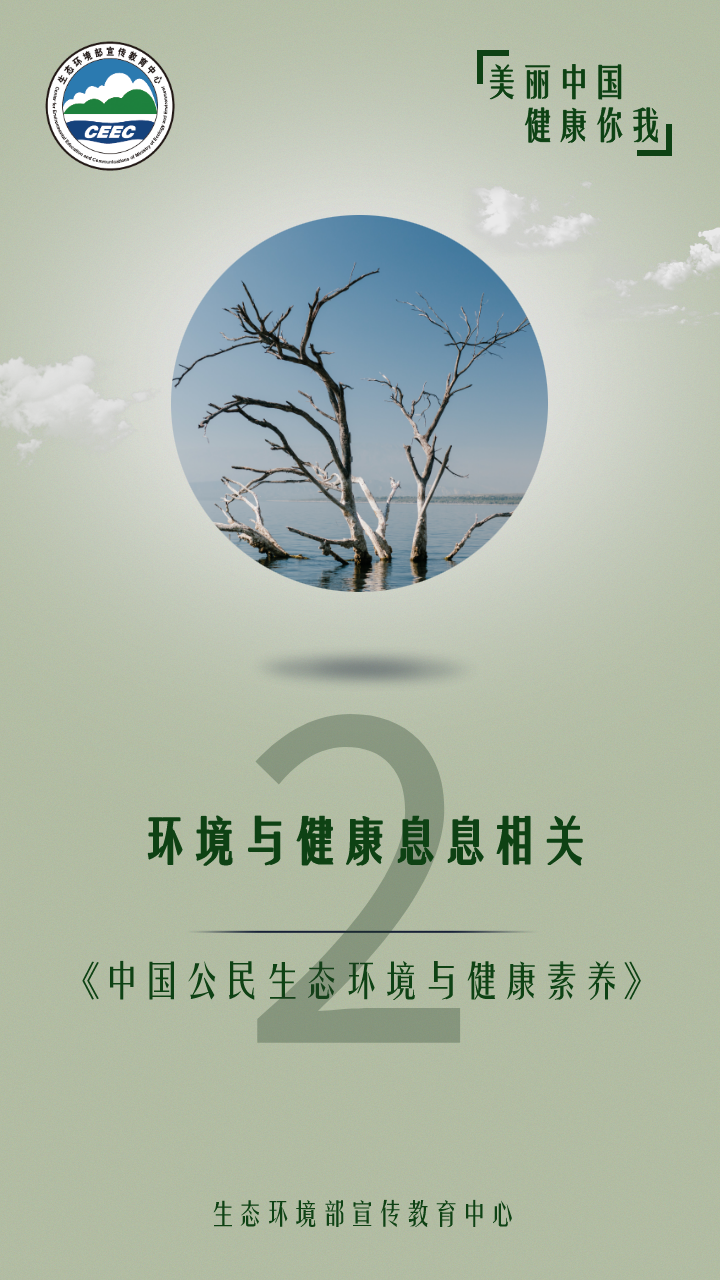 生态环境部宣传教育中心
Center for Environmental Education and Communications of Ministry of Ecology and Environment
CEEC
美丽中国
健康你我
2
环境与健康息息相关
《中国公民生态环境与健康素养》
生态环境部宣传教育中心